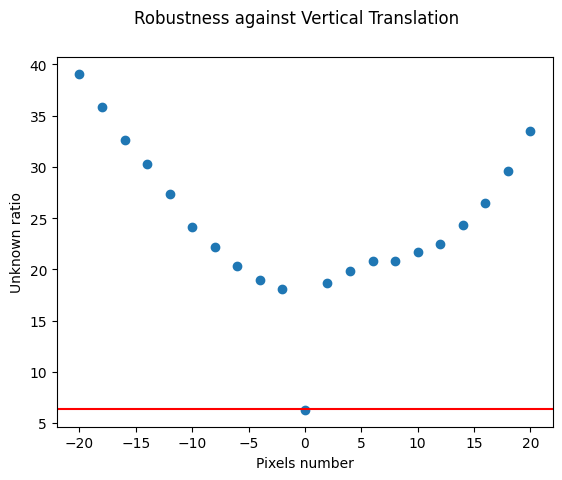 Robustness against Vertical Translation
40
35
30
25
20
15
10
5
Unknown ratio
−20 −15 −10 −5 0 5 10 15 20
Pixels number